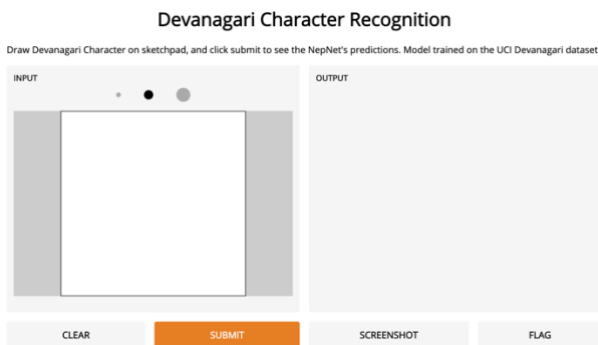 Devanagari Character Recognition
Draw Devanagari Character on sketchpad, and click submit to see the NepNet's predictions. Model trained on the UCI Devanagari dataset
INPUT
OUTPUT
CLEAR
SUBMIT
SCREENSHOT
FLAG